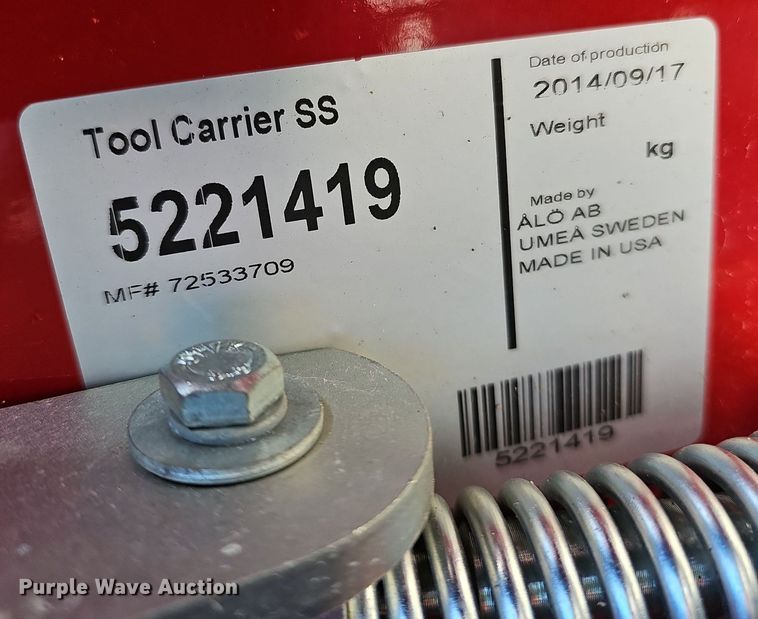 Tool Carrier SS
5221419
MF# 72533709
Date of production
2014/09/17
Weight
kg
Made by
ÅLÖ AB
UMEÅ SWEDEN
MADE IN USA
5221419
Purple Wave Auction